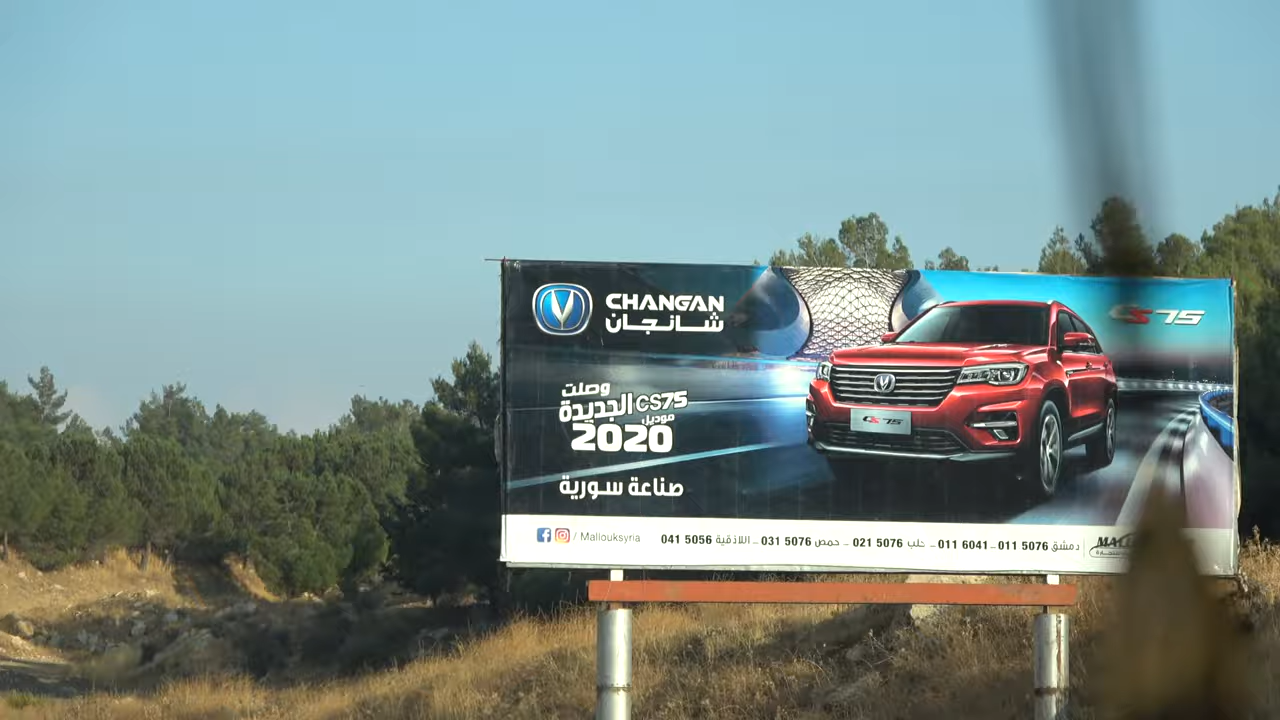 CHANGAN
شانجان
CS75
وصلت
CS75 الجديدة
موديل
2020
صناعة سورية
CS75
/ Mallouksyria
دمشق 5076 011 - 6041 011 - حلب 5076 021 - حمص 5076 031 - اللاذقية 5056 041